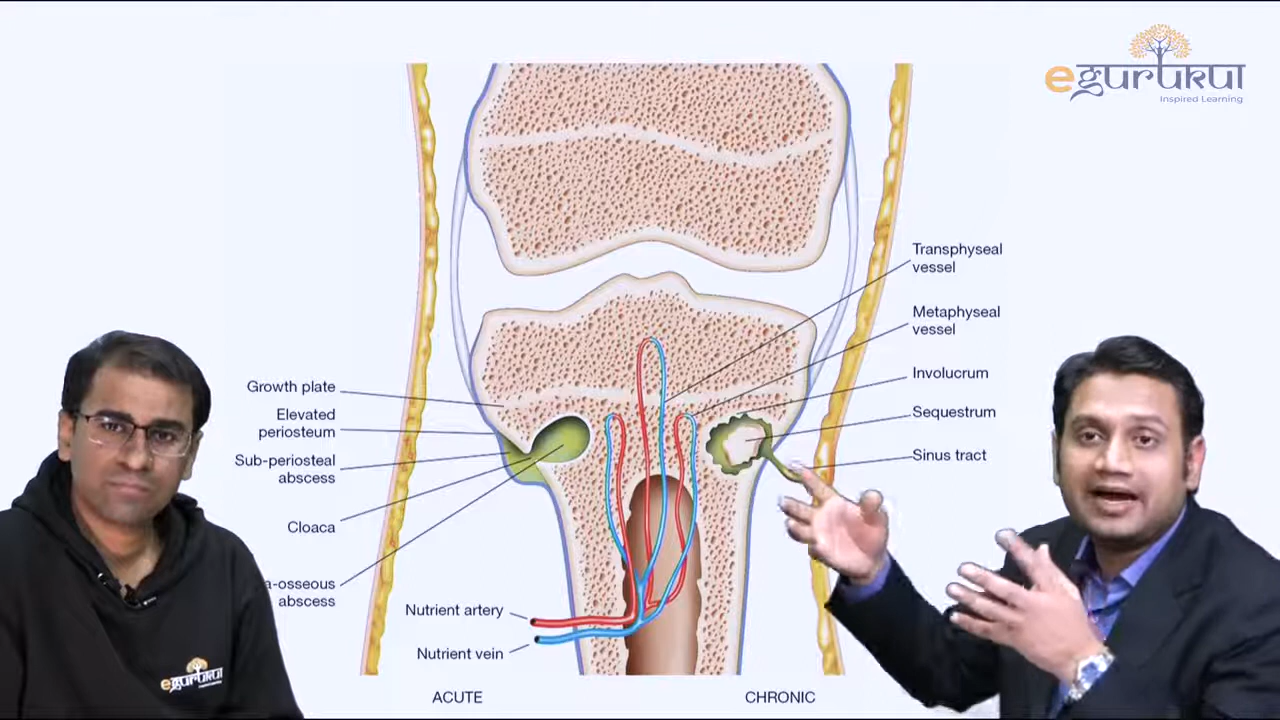 egurukul
Inspired Learning
Transphyseal
vessel
Metaphyseal
vessel
Involucrum
Sequestrum
Sinus tract
Growth plate
Elevated
periosteum
Sub-periosteal
abscess
Cloaca
a-osseous
abscess
Nutrient artery
Nutrient vein
ACUTE
CHRONIC
egurukul